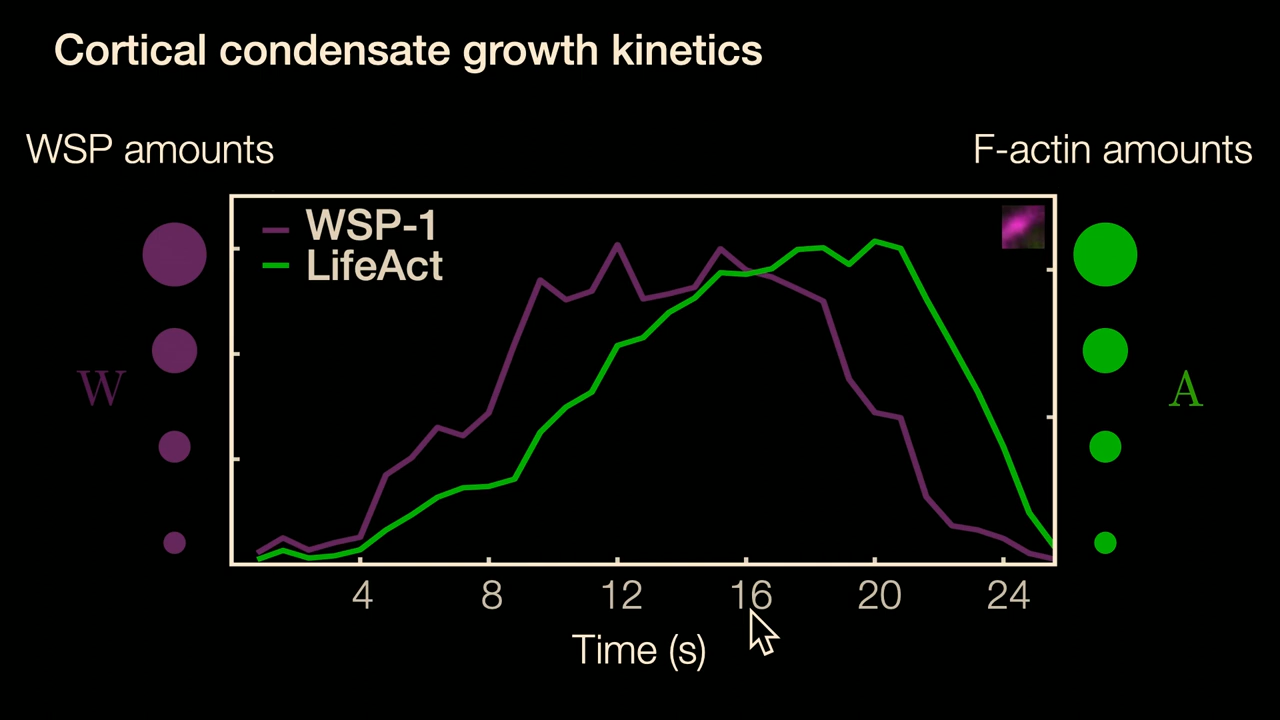 Cortical condensate growth kinetics
WSP amounts
F-actin amounts
WSP-1
LifeAct
W
A
4 8 12 16 20 24
Time (s)